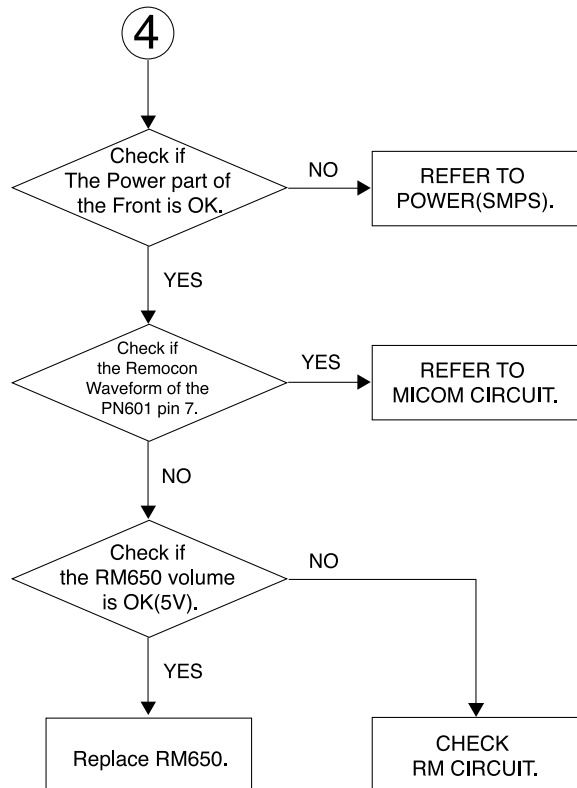 4
Check if
The Power part of
the Front is OK.
NO
REFER TO
POWER(SMPS).
YES
Check if
the Remocon
Waveform of the
PN601 pin 7.
YES
REFER TO
MICOM CIRCUIT.
NO
Check if
the RM650 volume
is OK(5V).
NO
YES
Replace RM650.
CHECK
RM CIRCUIT.